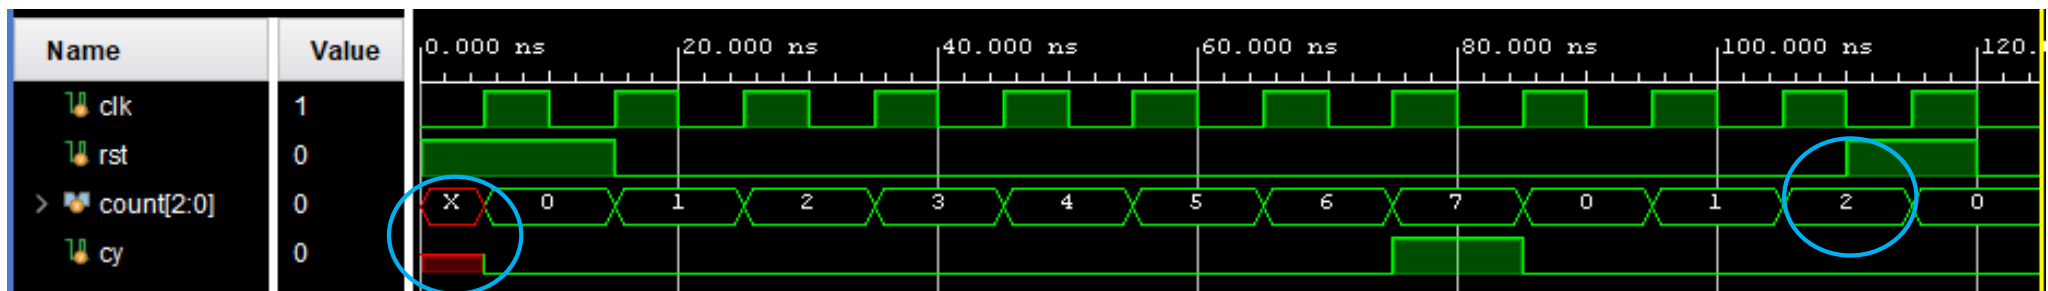 Name Value 0.000 ns 20.000 ns 40.000 ns 60.000 ns 80.000 ns 100.000 ns 120.
clk 1
rst 0
> count[2:0] 0 X 0 1 2 3 4 5 6 7 0 1 2 0
cy 0